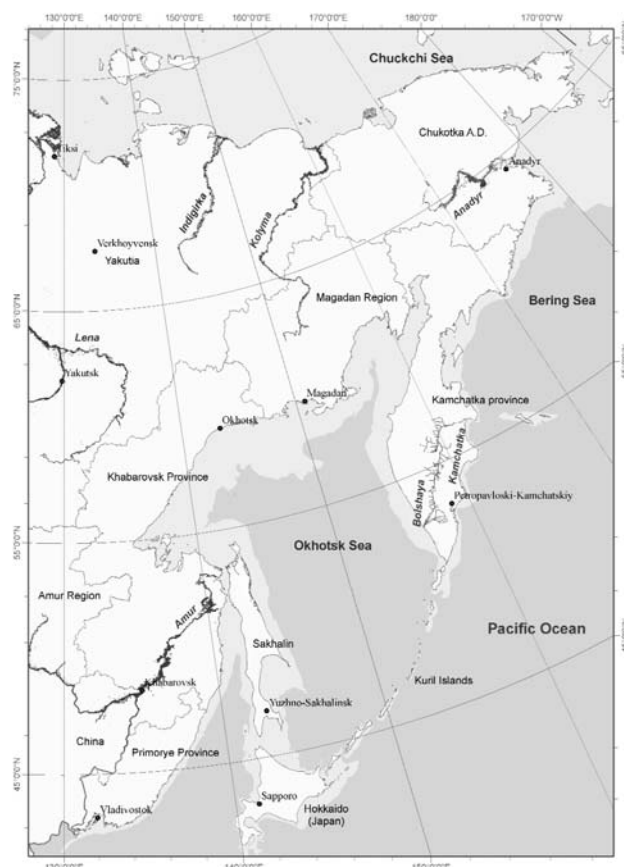 130°0'0"E
140°0'0"E
150°0'0"E
160°0'0"E
170°0'0"E
180°0'0"
170°0'0"W
75°0'0"N
Chuckchi Sea
Chukotka A.D.
Tiksi
Anadyr
Anadyr
Indigirka
Kolyma
Verkhoyvensk
Yakutia
Magadan Region
Bering Sea
65°0'0"N
Lena
Yakutsk
Magadan
Kamchatka province
Okhotsk
Khabarovsk Province
Kamchatka
Bolshaya
Petropavloski-Kamchatskiy
55°0'0"N
Okhotsk Sea
Amur Region
Amur
Pacific Ocean
Sakhalin
Kuril Islands
Khabarovsk
Yuzhno-Sakhalinsk
China
Primorye Province
45°0'0"N
Sapporo
Hokkaido
(Japan)
Vladivostok